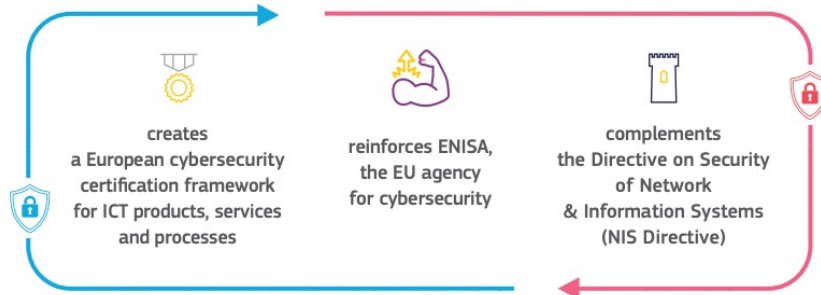 creates
a European cybersecurity
certification framework
for ICT products, services
and processes
reinforces ENISA,
the EU agency
for cybersecurity
complements
the Directive on Security
of Network
& Information Systems
(NIS Directive)